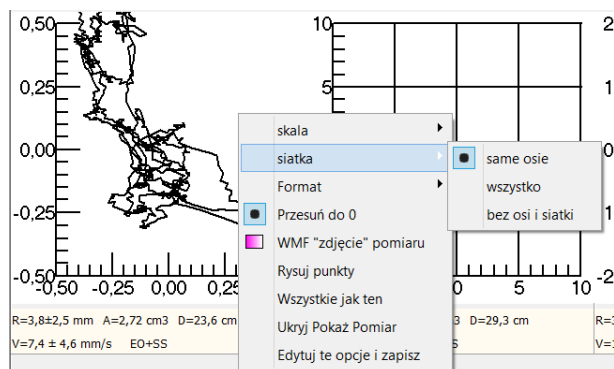 0,50
0,25
0,00
-0,25
-0,50
-0,50 -0,25 0,00 0,25
10
5
0 5 10
2
1
0
-1
skala
siatka
Format
Przesuń do 0
WMF "zdjęcie" pomiaru
Rysuj punkty
Wszystkie jak ten
Ukryj Pokaż Pomiar
Edytuj te opcje i zapisz
same osie
wszystko
bez osi i siatki
R=3,8±2,5 mm A=2,72 cm3 D=23,6 cm
V=7,4 ± 4,6 mm/s EO+SS
3 D=29,3 cm
S